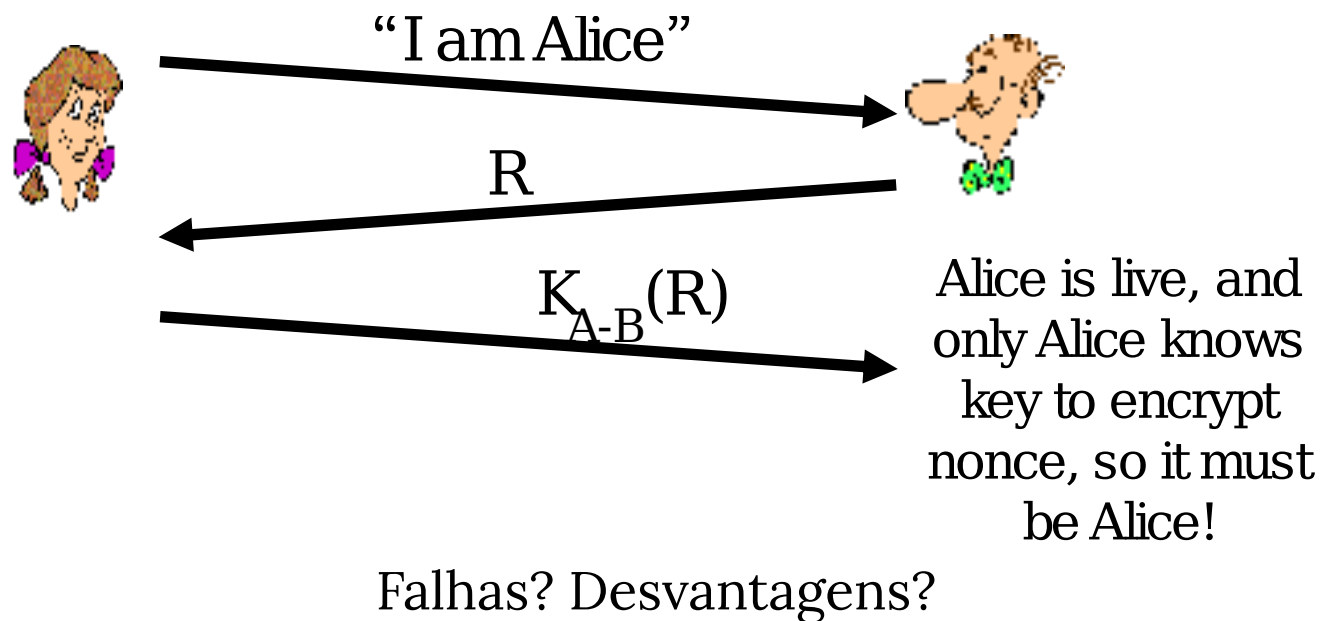 “I am Alice”
R
K
A-B
(R)
Alice is live, and
only Alice knows
key to encrypt
nonce, so it must
be Alice!
Falhas? Desvantagens?